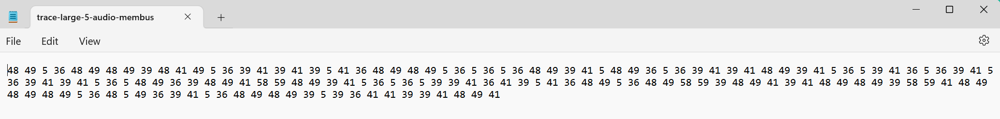 trace-large-5-audio-membus
File Edit View
48 49 5 36 48 49 48 49 39 48 41 49 5 36 39 41 39 41 39 5 41 36 48 49 48 49 5 36 5 36 5 36 48 49 39 41 5 48 49 36 5 36 39 41 39 41 48 49 39 41 5 36 5 39 41 36 5 36 39 41 5
36 39 41 39 41 5 36 5 48 49 36 39 48 49 41 58 59 48 49 39 41 5 36 5 36 5 39 39 41 36 41 39 5 41 36 48 49 5 36 48 49 58 59 39 48 49 41 39 41 48 49 48 49 39 58 59 41 48 49
48 49 48 49 5 36 48 5 49 36 39 41 5 36 48 49 48 49 39 5 39 36 41 41 39 39 41 48 49 41